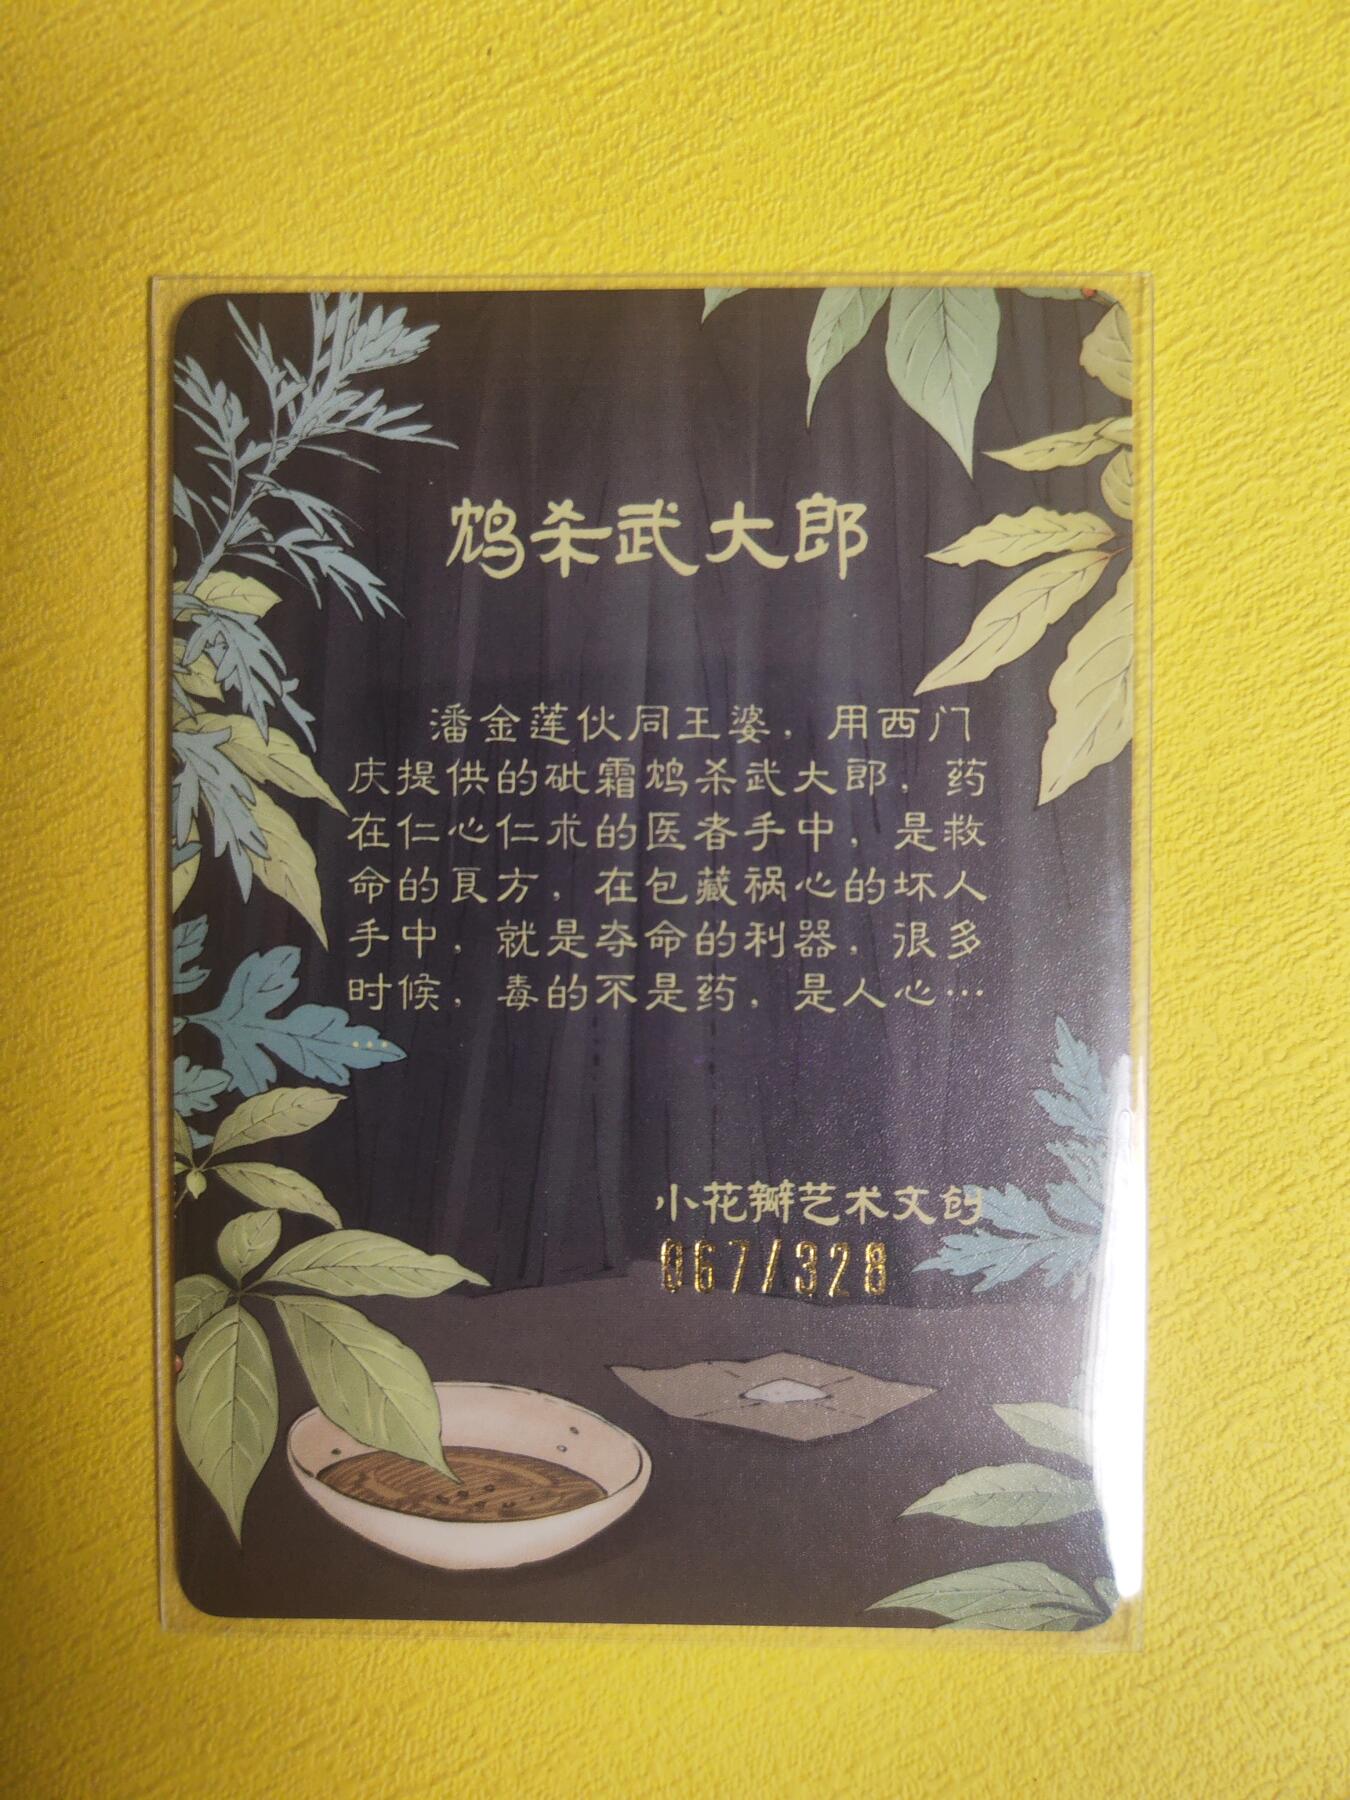 鸩杀武大郎
潘金莲伙同王婆，用西门
庆提供的砒霜鸩杀武大郎，药
在仁心仁术的医者手中，是救
命的良方，在包藏祸心的坏人
手中，就是夺命的利器，很多
时候，毒的不是药，是人心…
…
小花瓣艺术文创
067/328